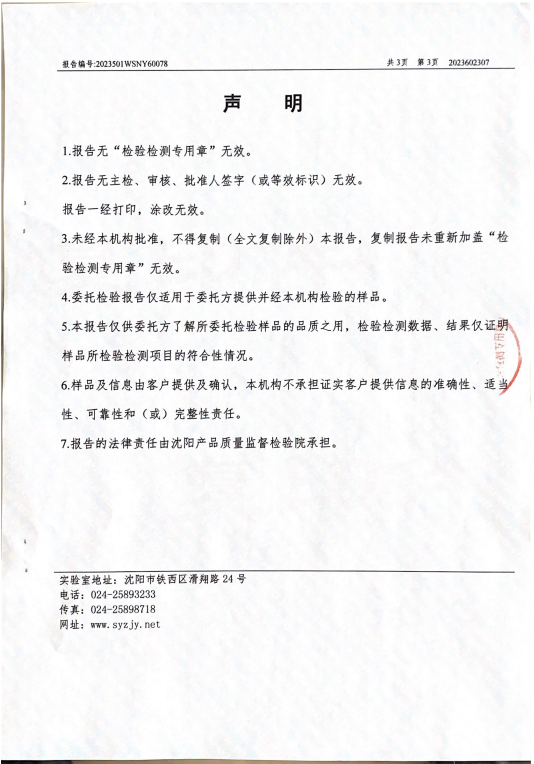 报告编号:2023501WSNY60078 共 3页 第 3页 2023602307
声 明
1.报告无“检验检测专用章”无效。
2.报告无主检、审核、批准人签字（或等效标识）无效。
报告一经打印，涂改无效。
3.未经本机构批准，不得复制（全文复制除外）本报告，复制报告未重新加盖“检
验检测专用章”无效。
4.委托检验报告仅适用于委托方提供并经本机构检验的样品。
5.本报告仅供委托方了解所委托检验样品的品质之用，检验检测数据、结果仅证明
样品所检验检测项目的符合性情况。
6.样品及信息由客户提供及确认，本机构不承担证实客户提供信息的准确性、适当
性、可靠性和（或）完整性责任。
7.报告的法律责任由沈阳产品质量监督检验院承担。
实验室地址：沈阳市铁西区滑翔路 24 号
电话：024-25893233
传真：024-25898718
网址：www.syzjy.net